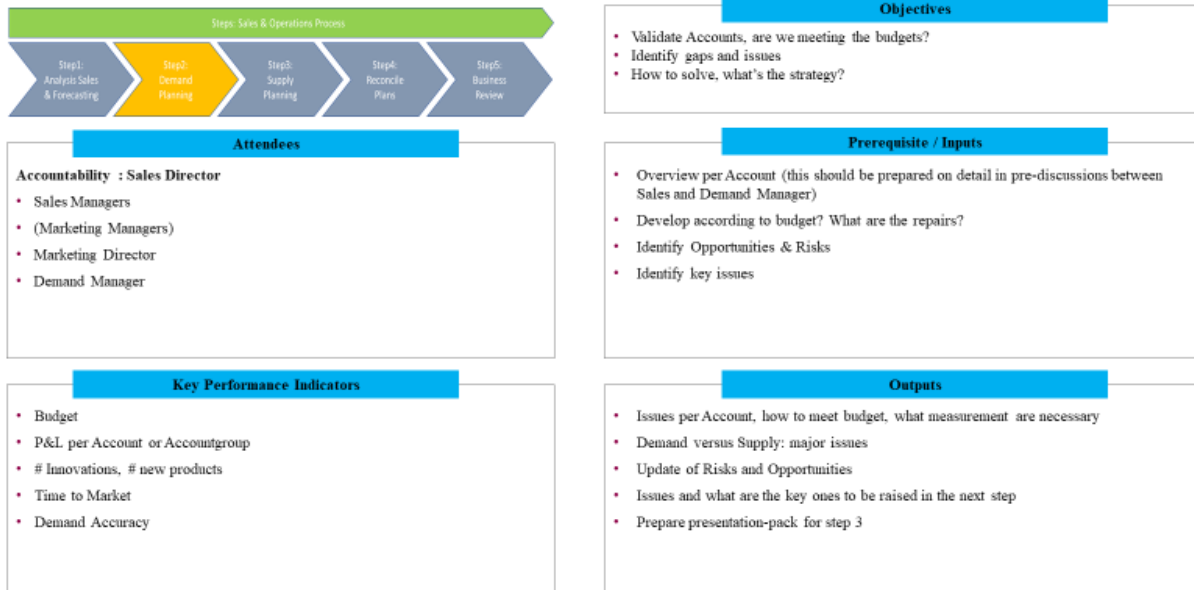 Steps: Sales & Operations Process
Step1:
Analysis Sales
& Forecasting
Step2:
Demand
Planning
Step3:
Supply
Planning
Step4:
Reconcile
Plans
Step5:
Business
Review
Objectives
• Validate Accounts, are we meeting the budgets?
• Identify gaps and issues
• How to solve, what's the strategy?
Attendees
Accountability : Sales Director
• Sales Managers
• (Marketing Managers)
• Marketing Director
• Demand Manager
Prerequisite / Inputs
• Overview per Account (this should be prepared on detail in pre-discussions between
Sales and Demand Manager)
• Develop according to budget? What are the repairs?
• Identify Opportunities & Risks
• Identify key issues
Key Performance Indicators
• Budget
• P&L per Account or Accountgroup
• # Innovations, # new products
• Time to Market
• Demand Accuracy
Outputs
• Issues per Account, how to meet budget, what measurement are necessary
• Demand versus Supply: major issues
• Update of Risks and Opportunities
• Issues and what are the key ones to be raised in the next step
• Prepare presentation-pack for step 3